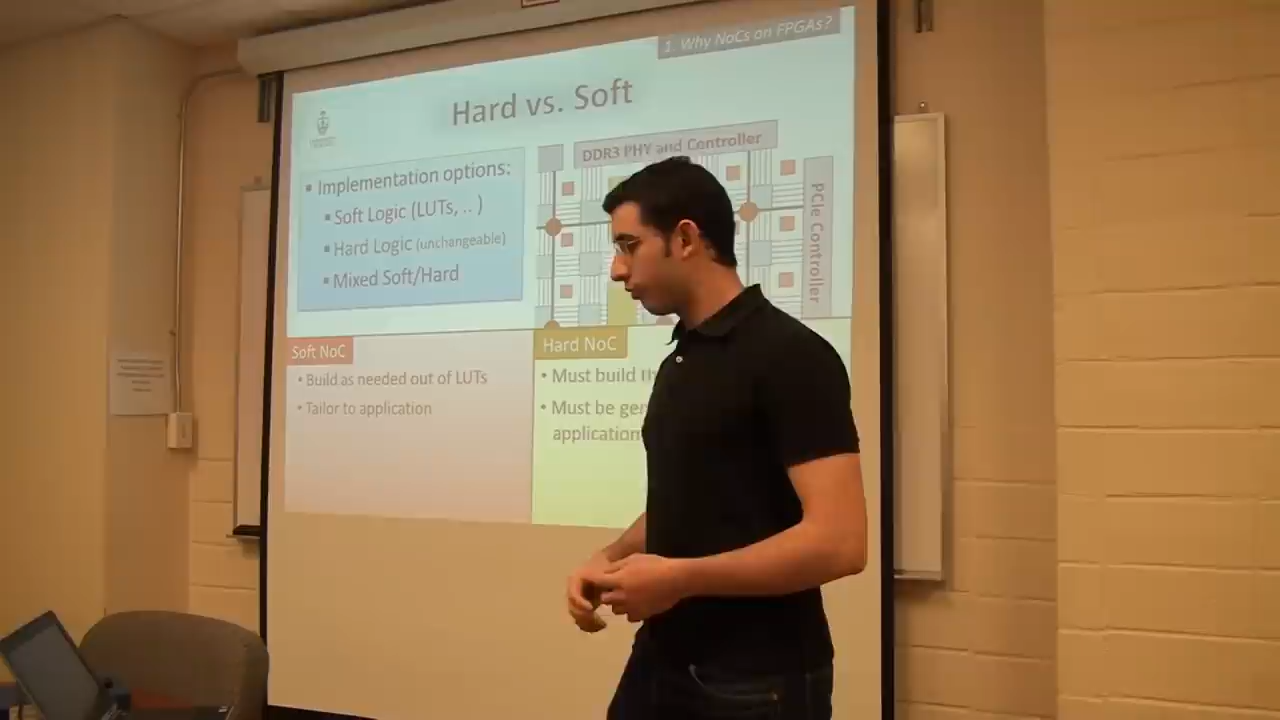 1. Why NoCs on FPGAs?
Hard vs. Soft
Implementation options:
Soft Logic (LUTs, .. )
Hard Logic (unchangeable)
Mixed Soft/Hard
DDR3 PHY and Controller
PCIe Controller
Soft NoC
• Build as needed out of LUTs
• Tailor to application
Hard NoC
• Must build
• Must be
application